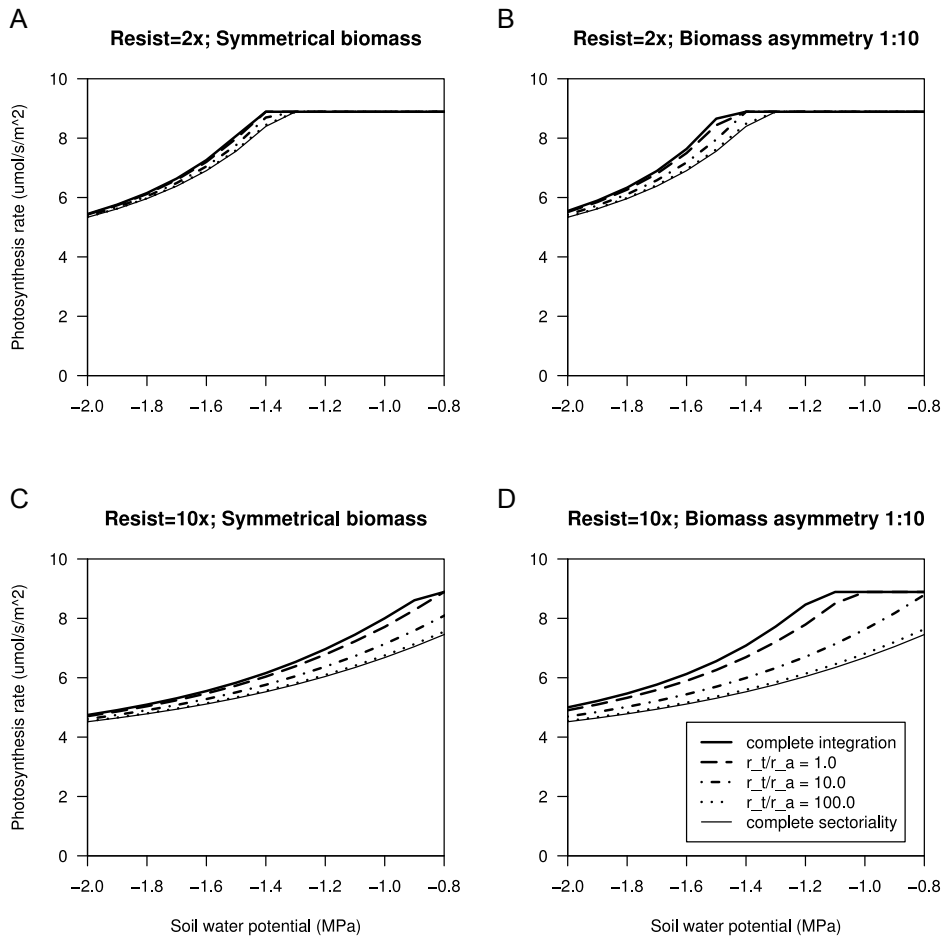 A
Resist=2x; Symmetrical biomass
Photosynthesis rate (umol/s/m^2)
10
8
6
4
2
0
−2.0 −1.8 −1.6 −1.4 −1.2 −1.0 −0.8
B
Resist=2x; Biomass asymmetry 1:10
10
8
6
4
2
0
−2.0 −1.8 −1.6 −1.4 −1.2 −1.0 −0.8
C
Resist=10x; Symmetrical biomass
Photosynthesis rate (umol/s/m^2)
10
8
6
4
2
0
−2.0 −1.8 −1.6 −1.4 −1.2 −1.0 −0.8
Soil water potential (MPa)
D
Resist=10x; Biomass asymmetry 1:10
10
8
6
4
2
0
complete integration
r_t/r_a = 1.0
r_t/r_a = 10.0
r_t/r_a = 100.0
complete sectoriality
−2.0 −1.8 −1.6 −1.4 −1.2 −1.0 −0.8
Soil water potential (MPa)